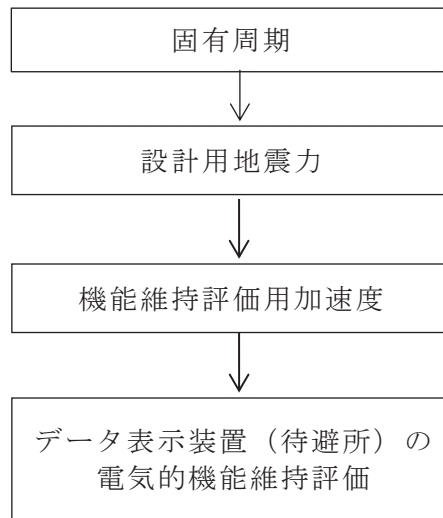 固有周期
設計用地震力
機能維持評価用加速度
データ表示装置（待避所）の
電気的機能維持評価